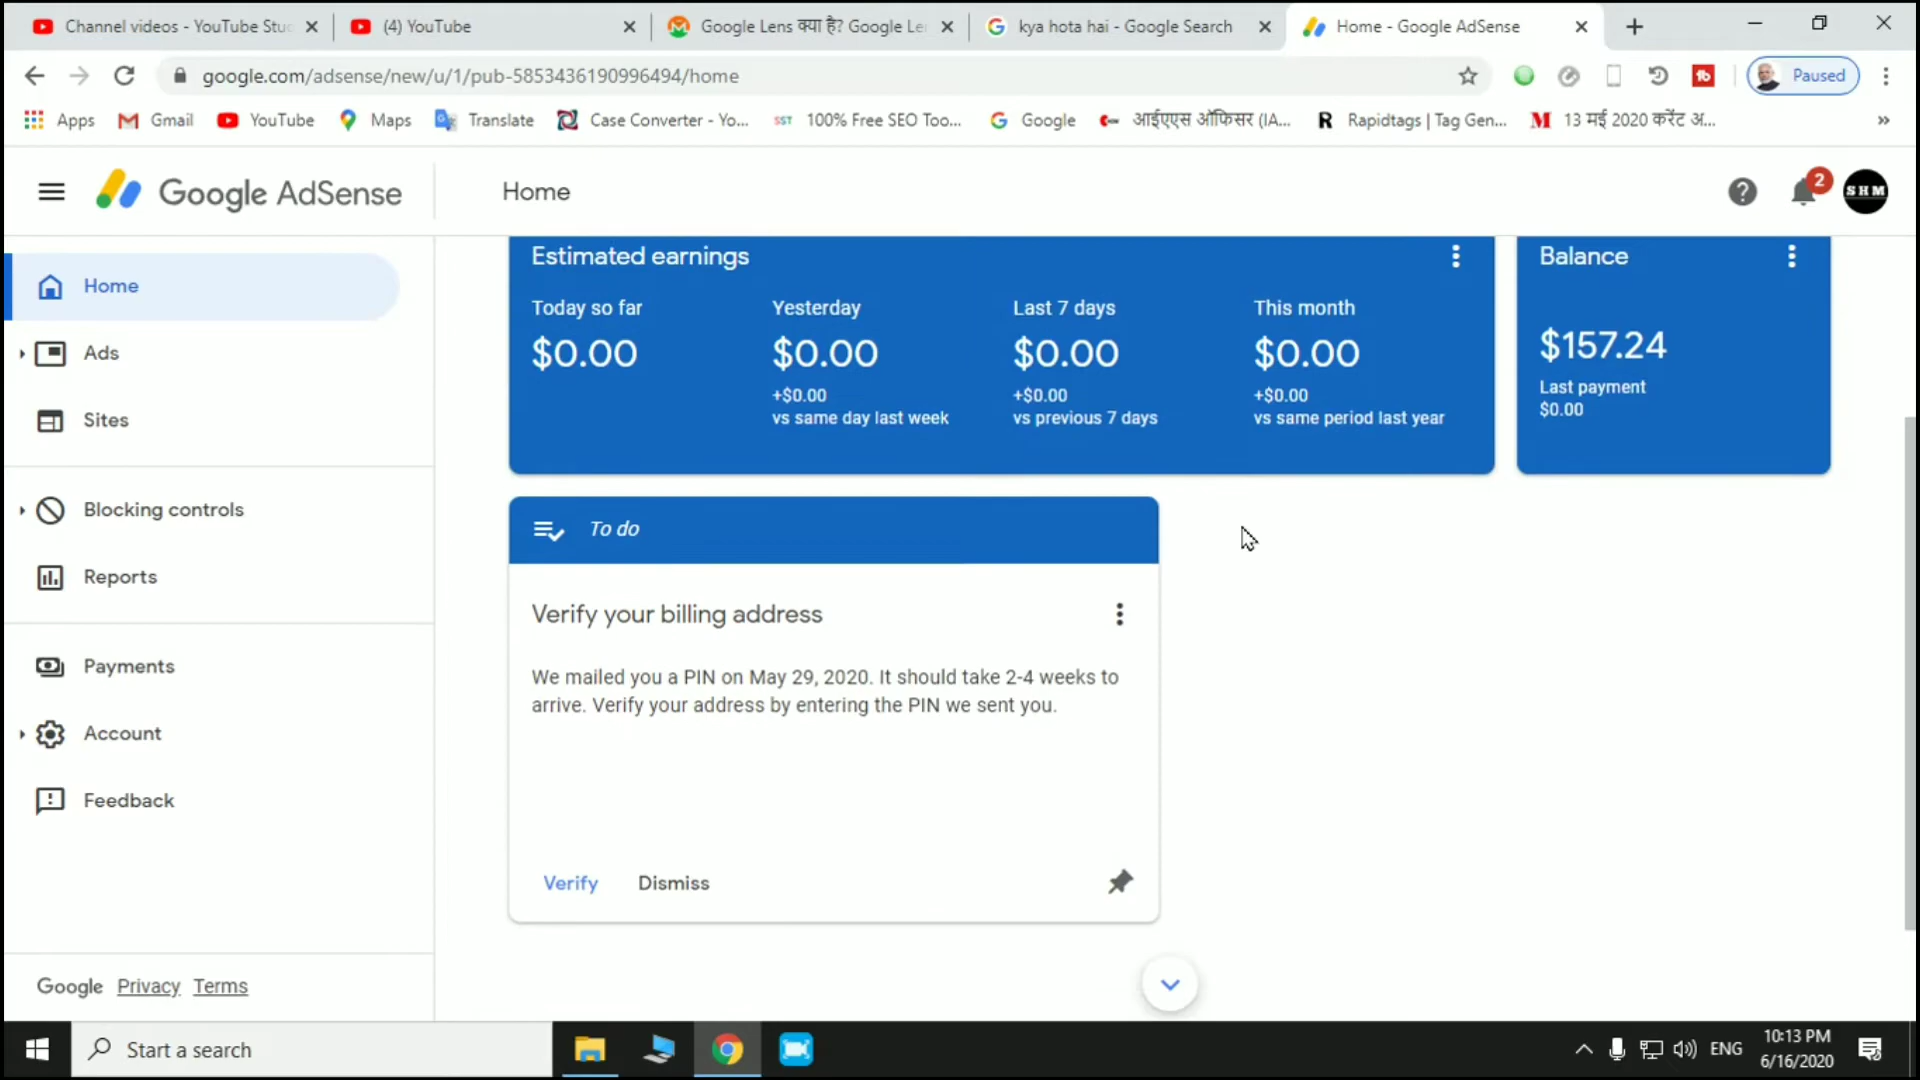 Channel videos - YouTube Stu
(4) YouTube
Google Lens क्या है? Google Le
kya hota hai - Google Search
Home - Google AdSense
google.com/adsense/new/u/1/pub-5853436190996494/home
Paused
Apps
Gmail
YouTube
Maps
Translate
Case Converter - Yo...
SST 100% Free SEO Too...
Google
आईएएस ऑफिसर (IA...
R Rapidtags | Tag Gen...
M 13 मई 2020 करेंट अ...
Google AdSense
Home
2
SHM
Home
Ads
Sites
Blocking controls
Reports
Payments
Account
Feedback
Google Privacy Terms
Estimated earnings
Today so far
$0.00
Yesterday
$0.00
+$0.00
vs same day last week
Last 7 days
$0.00
+$0.00
vs previous 7 days
This month
$0.00
+$0.00
vs same period last year
Balance
$157.24
Last payment
$0.00
To do
Verify your billing address
We mailed you a PIN on May 29, 2020. It should take 2-4 weeks to
arrive. Verify your address by entering the PIN we sent you.
Verify
Dismiss
Start a search
ENG
10:13 PM
6/16/2020